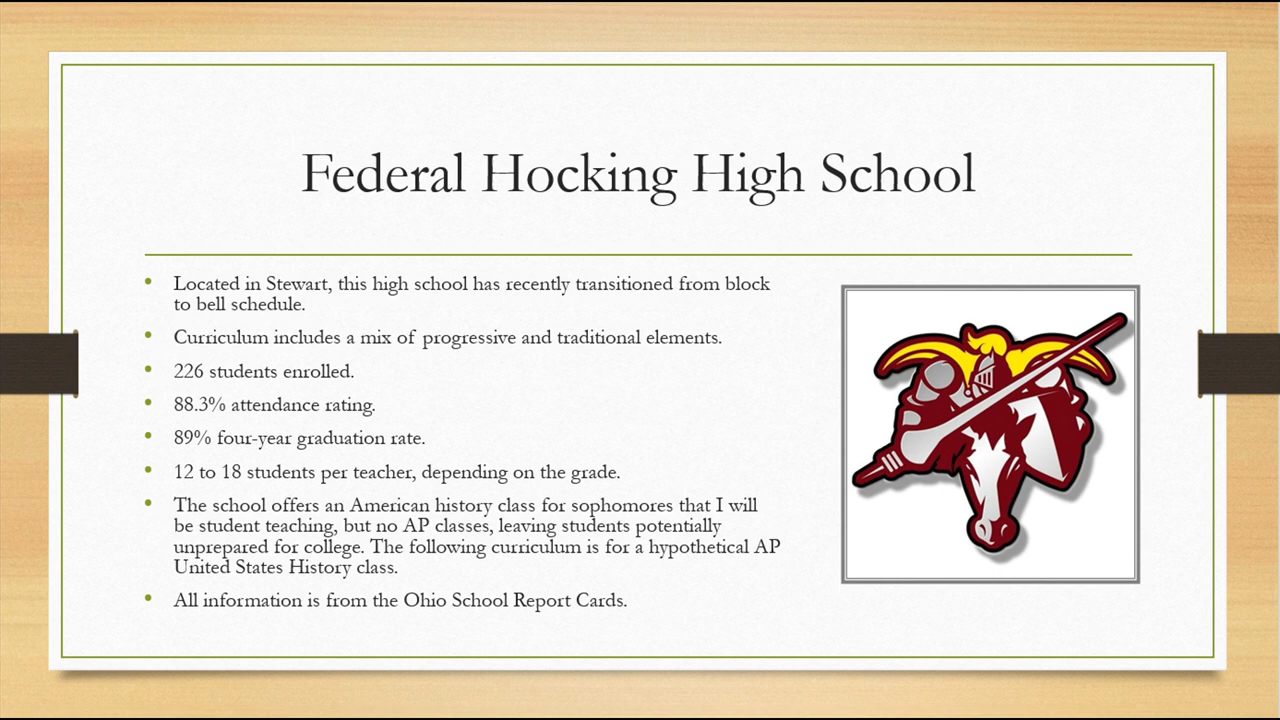 Federal Hocking High School
• Located in Stewart, this high school has recently transitioned from block
to bell schedule.
• Curriculum includes a mix of progressive and traditional elements.
• 226 students enrolled.
• 88.3% attendance rating.
• 89% four-year graduation rate.
• 12 to 18 students per teacher, depending on the grade.
• The school offers an American history class for sophomores that I will
be student teaching, but no AP classes, leaving students potentially
unprepared for college. The following curriculum is for a hypothetical AP
United States History class.
• All information is from the Ohio School Report Cards.